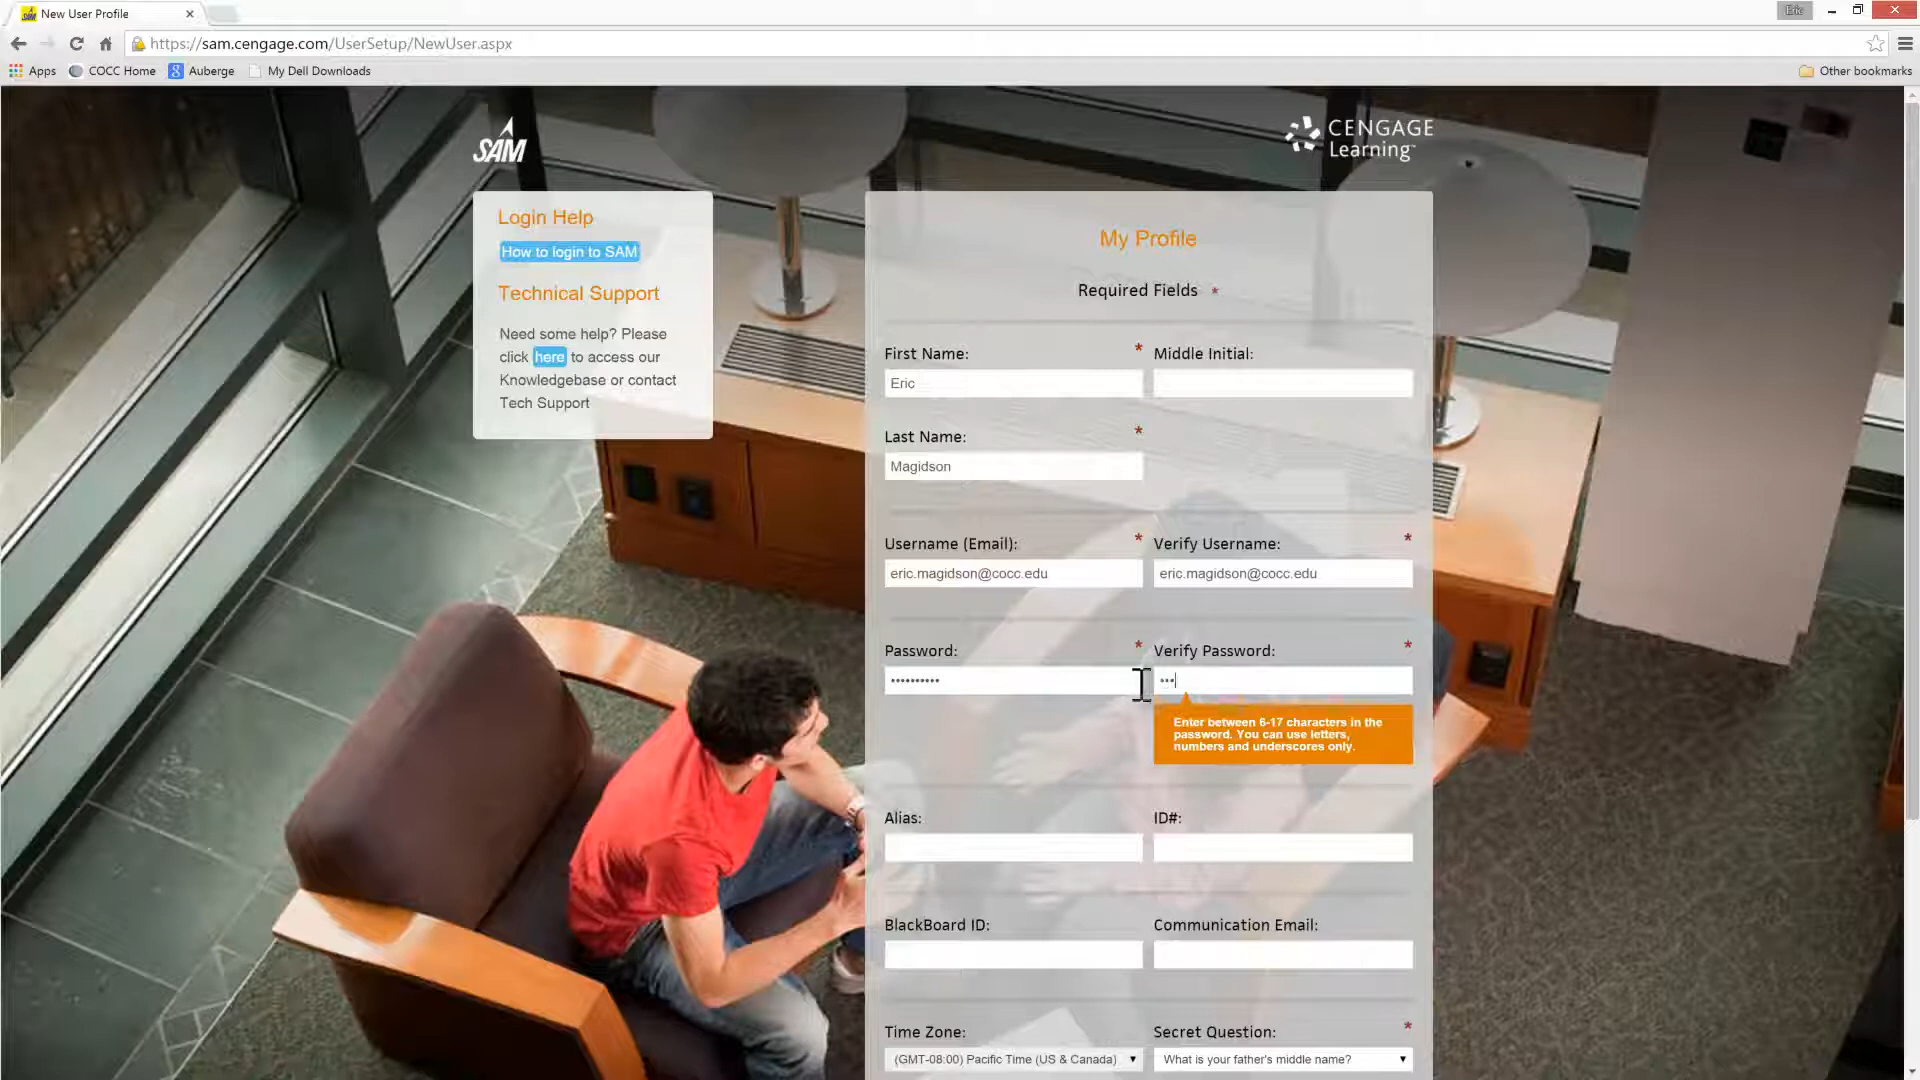 New User Profile
Eric
https://sam.cengage.com/UserSetup/NewUser.aspx
Apps
COCC Home
Auberge
My Dell Downloads
Other bookmarks
SAM
CENGAGE
Learning™
Login Help
How to login to SAM
Technical Support
Need some help? Please
click here to access our
Knowledgebase or contact
Tech Support
My Profile
Required Fields *
First Name: *
Middle Initial:
Eric
Last Name: *
Magidson
Username (Email): *
Verify Username: *
eric.magidson@cocc.edu
eric.magidson@cocc.edu
Password: *
Verify Password: *
••••••••••
•••
Enter between 6-17 characters in the
password. You can use letters,
numbers and underscores only.
Alias:
ID#:
BlackBoard ID:
Communication Email:
Time Zone:
Secret Question: *
(GMT-08:00) Pacific Time (US & Canada)
What is your father's middle name?